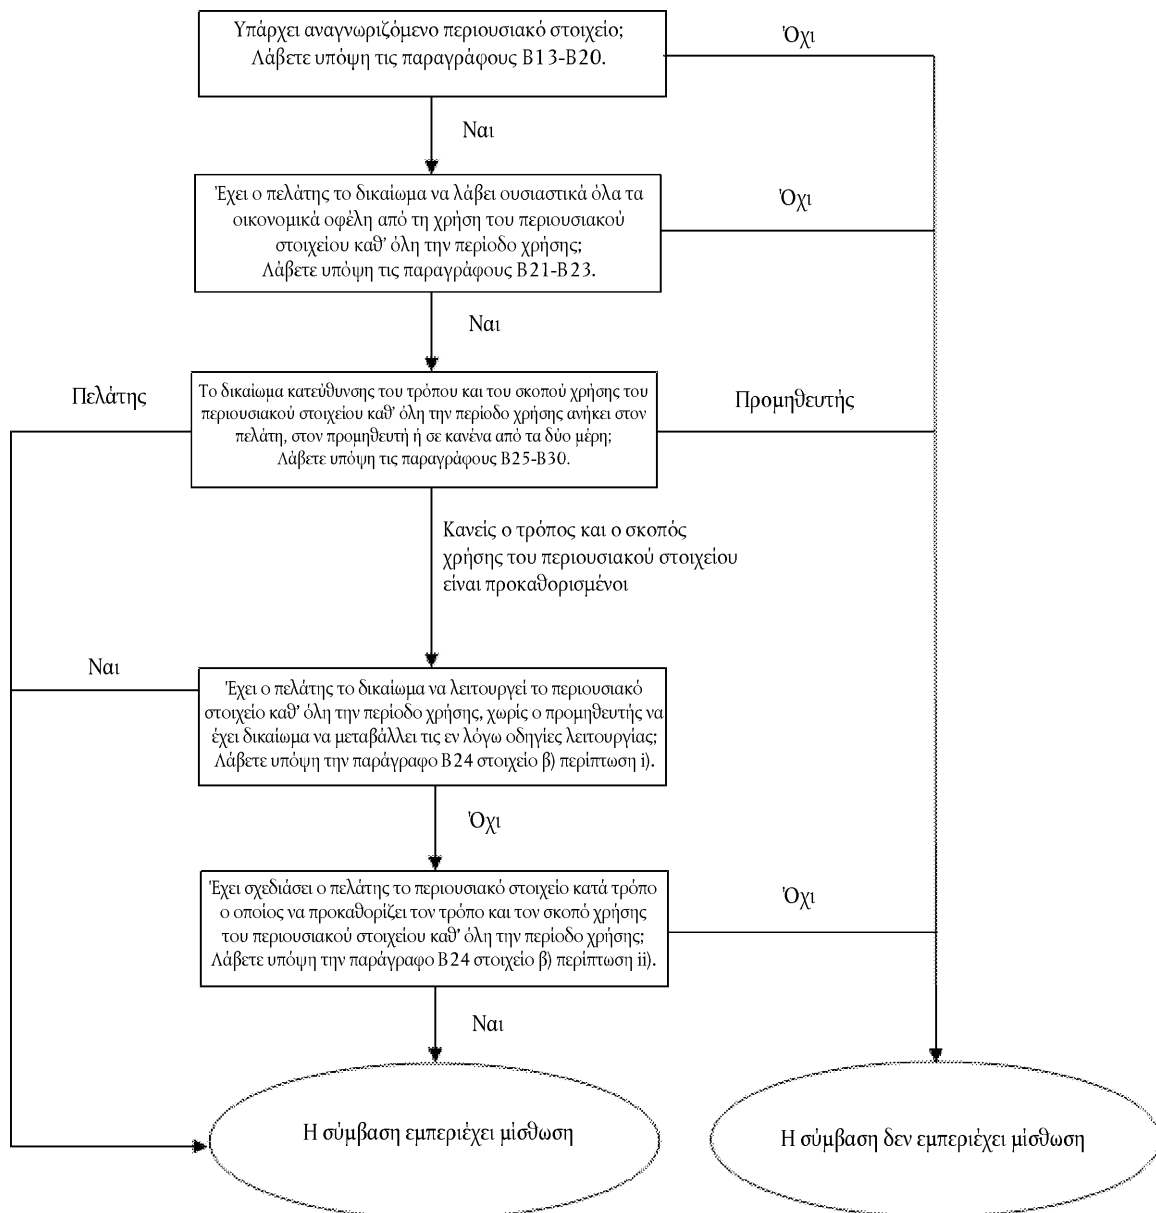 Υπάρχει αναγνωριζόμενο περιουσιακό στοιχείο;
Λάβετε υπόψη τις παραγράφους B13-B20.
Όχι
Ναι
Έχει ο πελάτης το δικαίωμα να λάβει ουσιαστικά όλα τα
οικονομικά οφέλη από τη χρήση του περιουσιακού
στοιχείου καθ' όλη την περίοδο χρήσης;
Λάβετε υπόψη τις παραγράφους B21-B23.
Όχι
Ναι
Πελάτης
Το δικαίωμα κατεύθυνσης του τρόπου και του σκοπού χρήσης του
περιουσιακού στοιχείου καθ' όλη την περίοδο χρήσης ανήκει στον
πελάτη, στον προμηθευτή ή σε κανένα από τα δύο μέρη;
Λάβετε υπόψη τις παραγράφους B25-B30.
Προμηθευτής
Κανείς ο τρόπος και ο σκοπός
χρήσης του περιουσιακού στοιχείου
είναι προκαθορισμένοι
Ναι
Έχει ο πελάτης το δικαίωμα να λειτουργεί το περιουσιακό
στοιχείο καθ' όλη την περίοδο χρήσης, χωρίς ο προμηθευτής να
έχει δικαίωμα να μεταβάλλει τις εν λόγω οδηγίες λειτουργίας;
Λάβετε υπόψη την παράγραφο B24 στοιχείο β) περίπτωση i).
Όχι
Έχει σχεδιάσει ο πελάτης το περιουσιακό στοιχείο κατά τρόπο
ο οποίος να προκαθορίζει τον τρόπο και τον σκοπό χρήσης
του περιουσιακού στοιχείου καθ' όλη την περίοδο χρήσης;
Λάβετε υπόψη την παράγραφο B24 στοιχείο β) περίπτωση ii).
Όχι
Ναι
Η σύμβαση εμπεριέχει μίσθωση
Η σύμβαση δεν εμπεριέχει μίσθωση